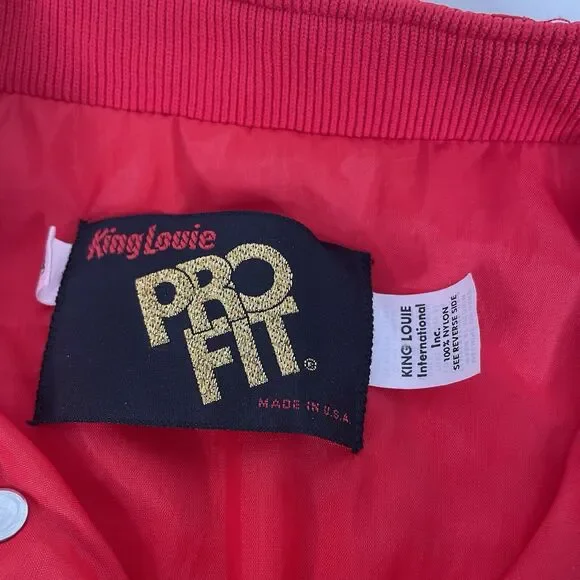 King Louie
PRO
FIT®
MADE IN U.S.A.
KING LOUIE
International
Inc.
100% NYLON
SEE REVERSE SIDE